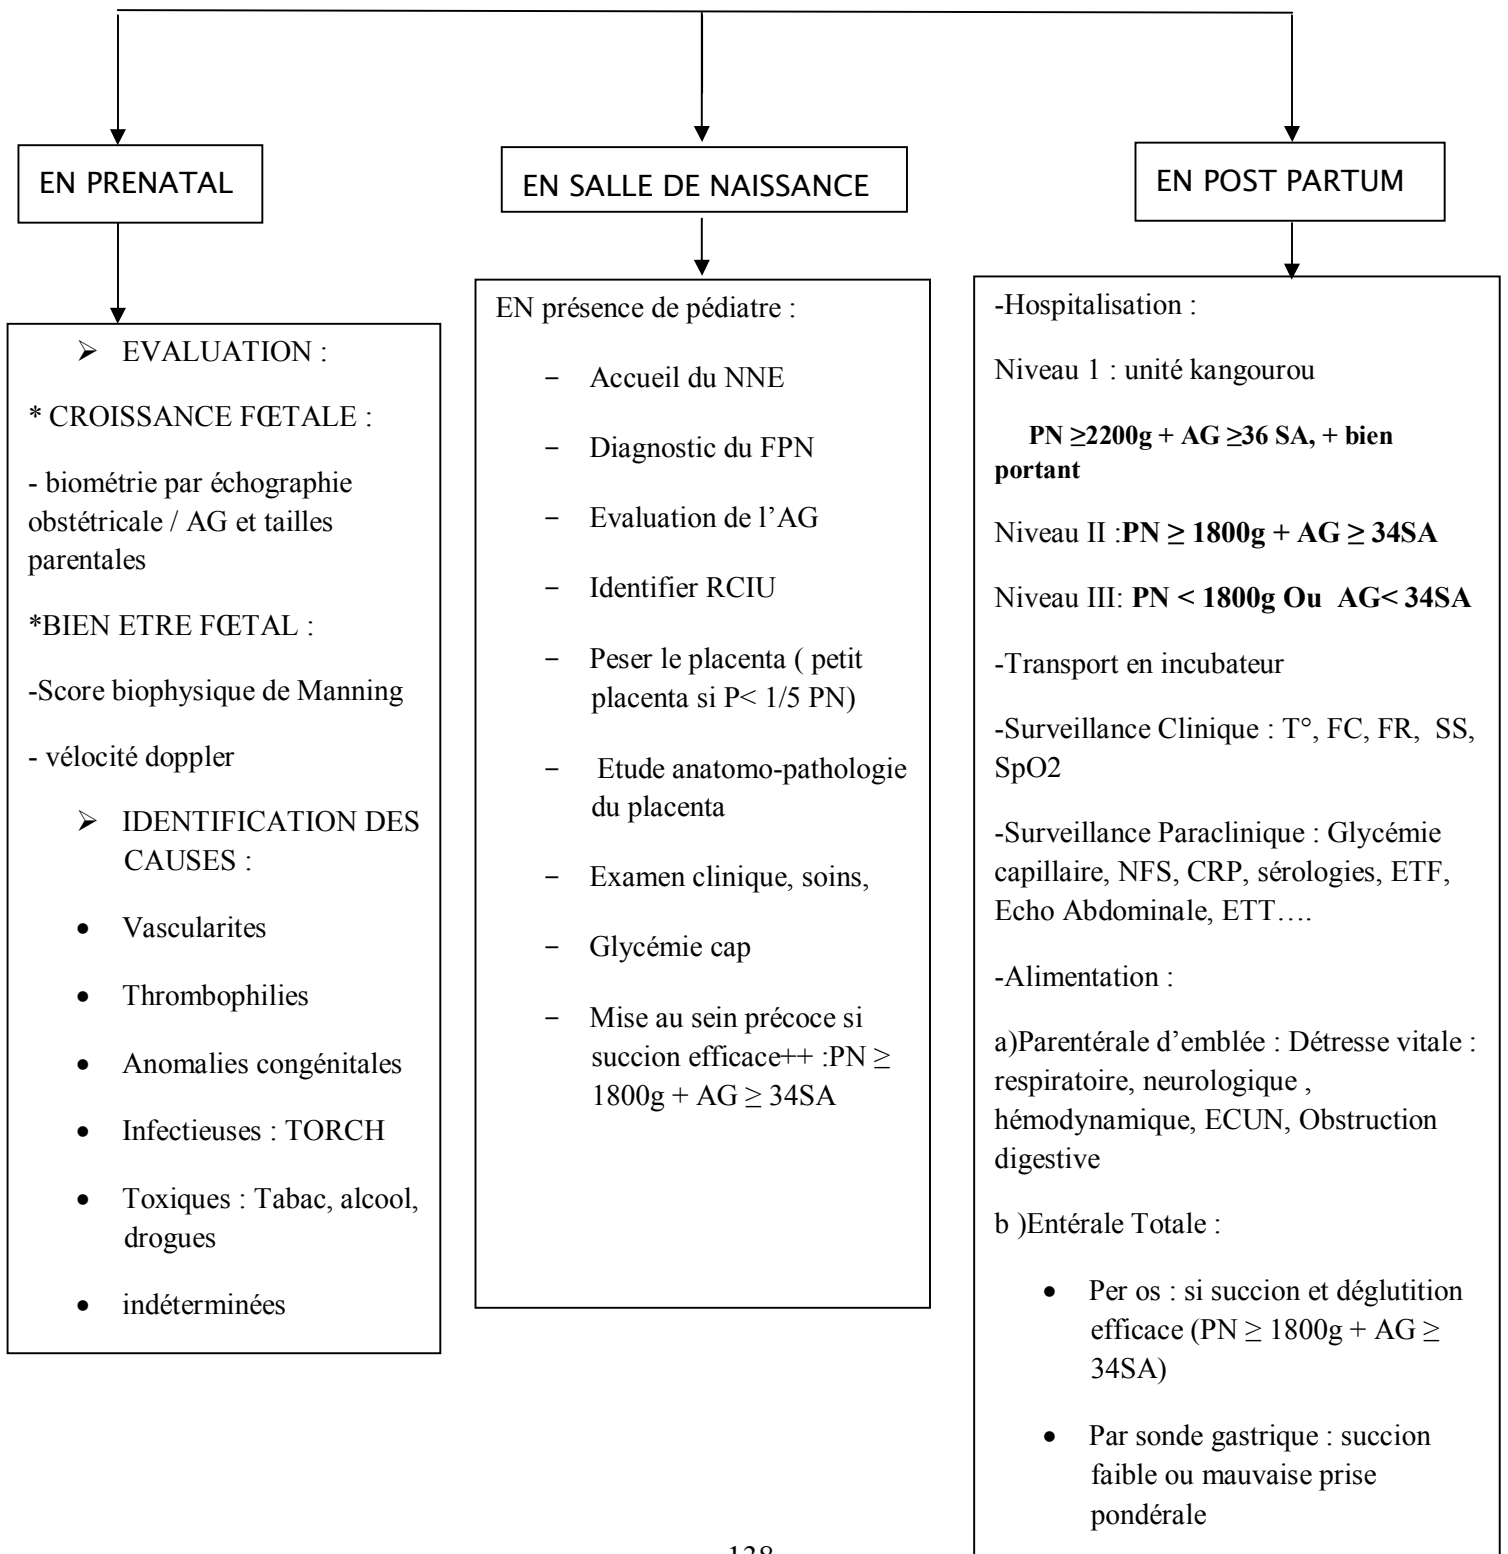 EN PRENATAL
➢ EVALUATION :
* CROISSANCE FŒTALE :
- biométrie par échographie
obstétricale / AG et tailles
parentales
*BIEN ETRE FŒTAL :
-Score biophysique de Manning
- vélocité doppler
➢ IDENTIFICATION DES
CAUSES :
• Vascularites
• Thrombophilies
• Anomalies congénitales
• Infectieuses : TORCH
• Toxiques : Tabac, alcool,
drogues
• indéterminées
EN SALLE DE NAISSANCE
EN présence de pédiatre :
- Accueil du NNE
- Diagnostic du FPN
- Evaluation de l’AG
- Identifier RCIU
- Peser le placenta ( petit
placenta si P< 1/5 PN)
- Etude anatomo-pathologie
du placenta
- Examen clinique, soins,
- Glycémie cap
- Mise au sein précoce si
succion efficace++ :PN ≥
1800g + AG ≥ 34SA
EN POST PARTUM
-Hospitalisation :
Niveau 1 : unité kangourou
PN ≥2200g + AG ≥36 SA, + bien
portant
Niveau II :PN ≥ 1800g + AG ≥ 34SA
Niveau III: PN < 1800g Ou AG< 34SA
-Transport en incubateur
-Surveillance Clinique : T°, FC, FR, SS,
SpO2
-Surveillance Paraclinique : Glycémie
capillaire, NFS, CRP, sérologies, ETF,
Echo Abdominale, ETT….
-Alimentation :
a)Parentérale d’emblée : Détresse vitale :
respiratoire, neurologique ,
hémodynamique, ECUN, Obstruction
digestive
b )Entérale Totale :
• Per os : si succion et déglutition
efficace (PN ≥ 1800g + AG ≥
34SA)
• Par sonde gastrique : succion
faible ou mauvaise prise
pondérale